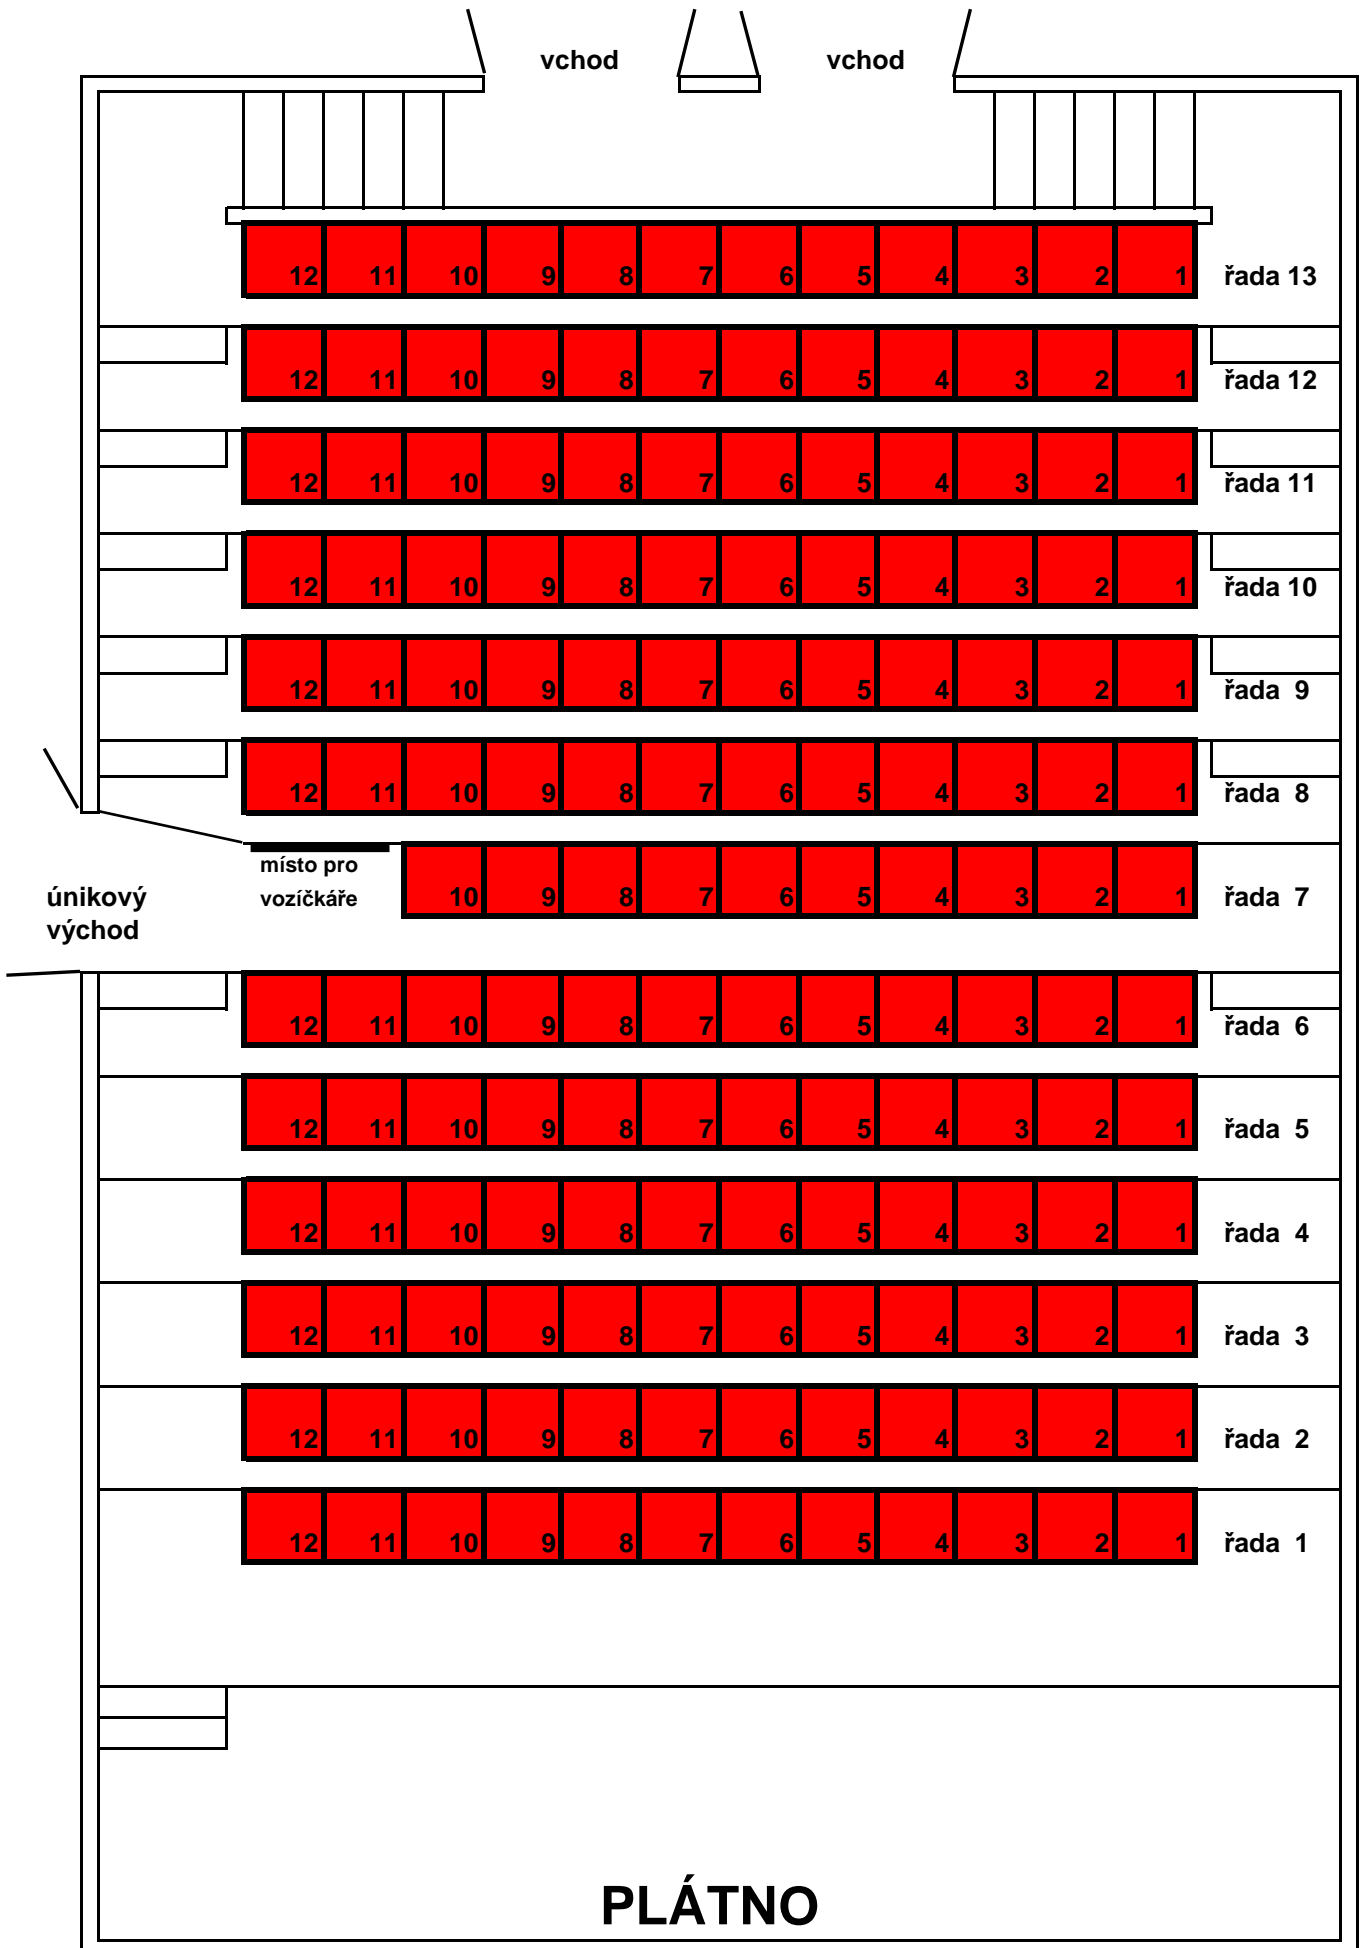 vchod vchod
12 11 10 9 8 7 6 5 4 3 2 1 řada 13
12 11 10 9 8 7 6 5 4 3 2 1 řada 12
12 11 10 9 8 7 6 5 4 3 2 1 řada 11
12 11 10 9 8 7 6 5 4 3 2 1 řada 10
12 11 10 9 8 7 6 5 4 3 2 1 řada 9
12 11 10 9 8 7 6 5 4 3 2 1 řada 8
místo pro
vozíčkáře
únikový
východ
10 9 8 7 6 5 4 3 2 1 řada 7
12 11 10 9 8 7 6 5 4 3 2 1 řada 6
12 11 10 9 8 7 6 5 4 3 2 1 řada 5
12 11 10 9 8 7 6 5 4 3 2 1 řada 4
12 11 10 9 8 7 6 5 4 3 2 1 řada 3
12 11 10 9 8 7 6 5 4 3 2 1 řada 2
12 11 10 9 8 7 6 5 4 3 2 1 řada 1
PLÁTNO